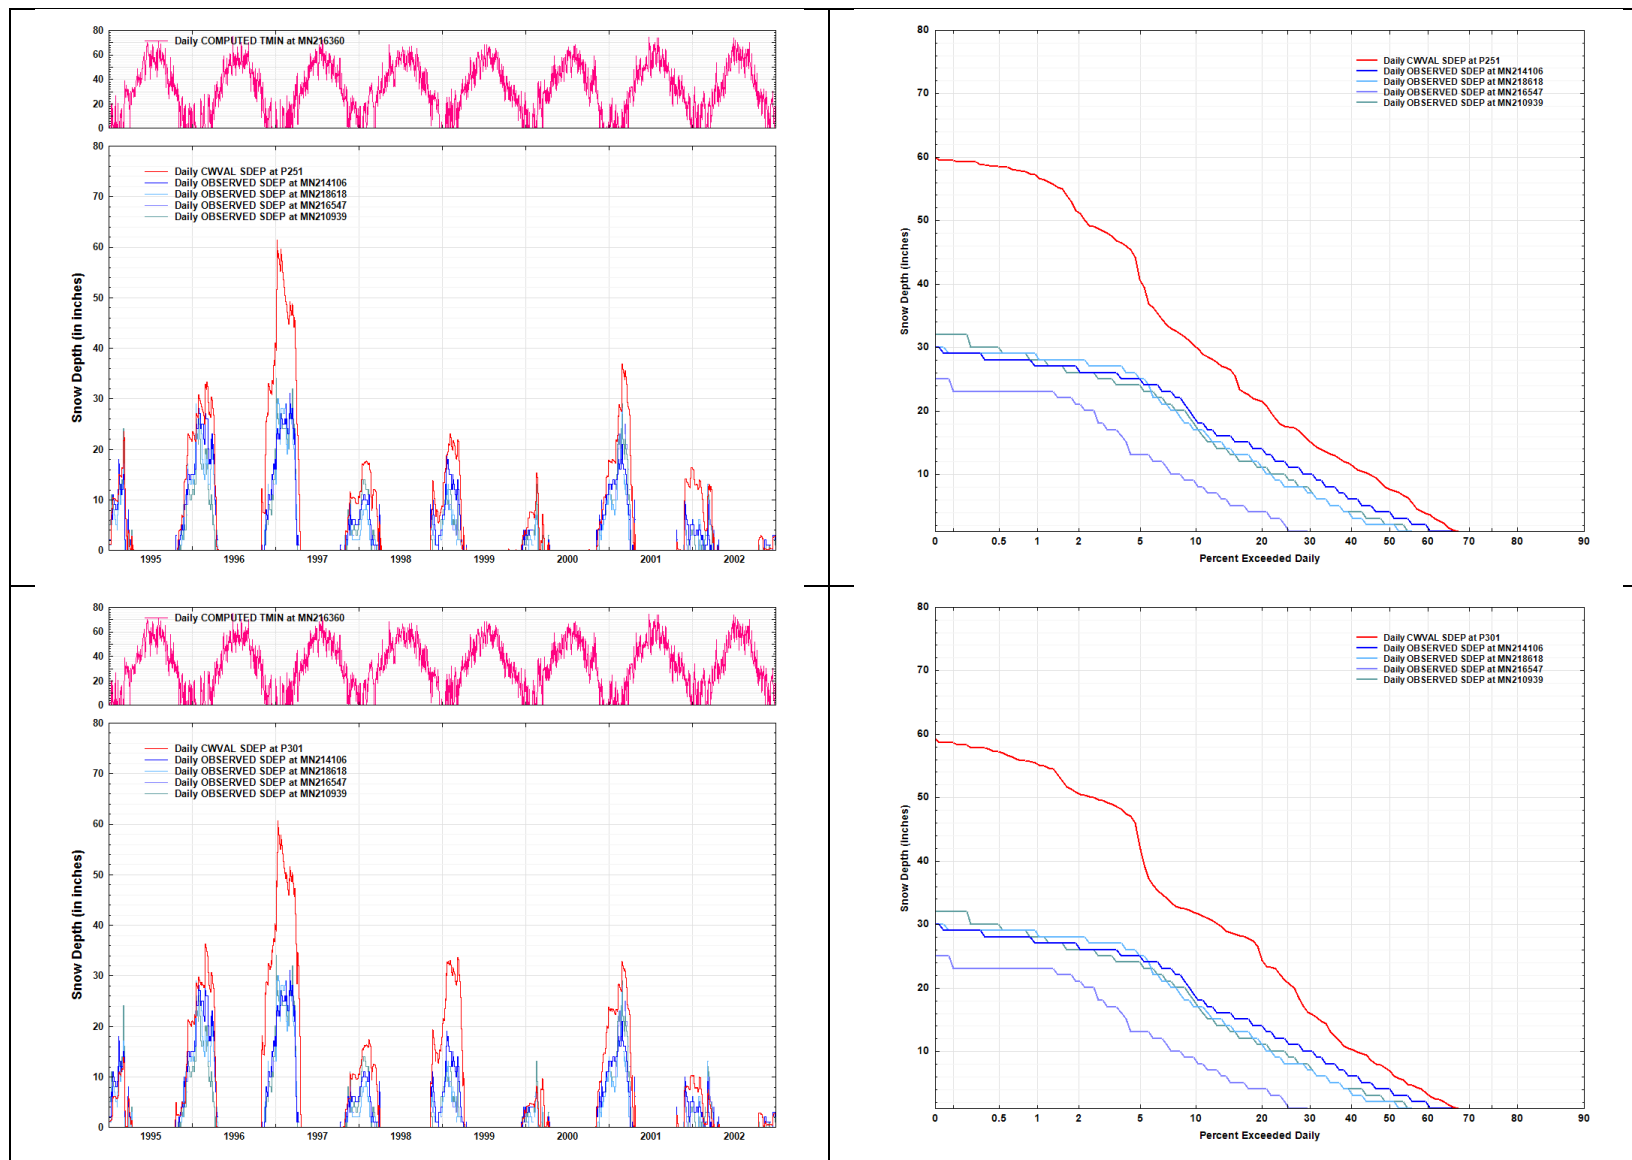 80
Daily COMPUTED TMIN at MN216360
60
40
20
0
80
Daily CWVAL SDEP at P251
Daily OBSERVED SDEP at MN214106
Daily OBSERVED SDEP at MN218618
Daily OBSERVED SDEP at MN216547
Daily OBSERVED SDEP at MN210939
70
60
50
40
30
20
10
0
Snow Depth (in inches)
1995 1996 1997 1998 1999 2000 2001 2002
80
Daily CWVAL SDEP at P251
Daily OBSERVED SDEP at MN214106
Daily OBSERVED SDEP at MN218618
Daily OBSERVED SDEP at MN216547
Daily OBSERVED SDEP at MN210939
70
60
50
40
30
20
10
Snow Depth (Inches)
0 0.5 1 2 5 10 20 30 40 50 60 70 80 90
Percent Exceeded Daily
80
Daily COMPUTED TMIN at MN216360
60
40
20
0
80
Daily CWVAL SDEP at P301
Daily OBSERVED SDEP at MN214106
Daily OBSERVED SDEP at MN218618
Daily OBSERVED SDEP at MN216547
Daily OBSERVED SDEP at MN210939
70
60
50
40
30
20
10
0
Snow Depth (in inches)
1995 1996 1997 1998 1999 2000 2001 2002
80
Daily CWVAL SDEP at P301
Daily OBSERVED SDEP at MN214106
Daily OBSERVED SDEP at MN218618
Daily OBSERVED SDEP at MN216547
Daily OBSERVED SDEP at MN210939
70
60
50
40
30
20
10
Snow Depth (Inches)
0 0.5 1 2 5 10 20 30 40 50 60 70 80 90
Percent Exceeded Daily